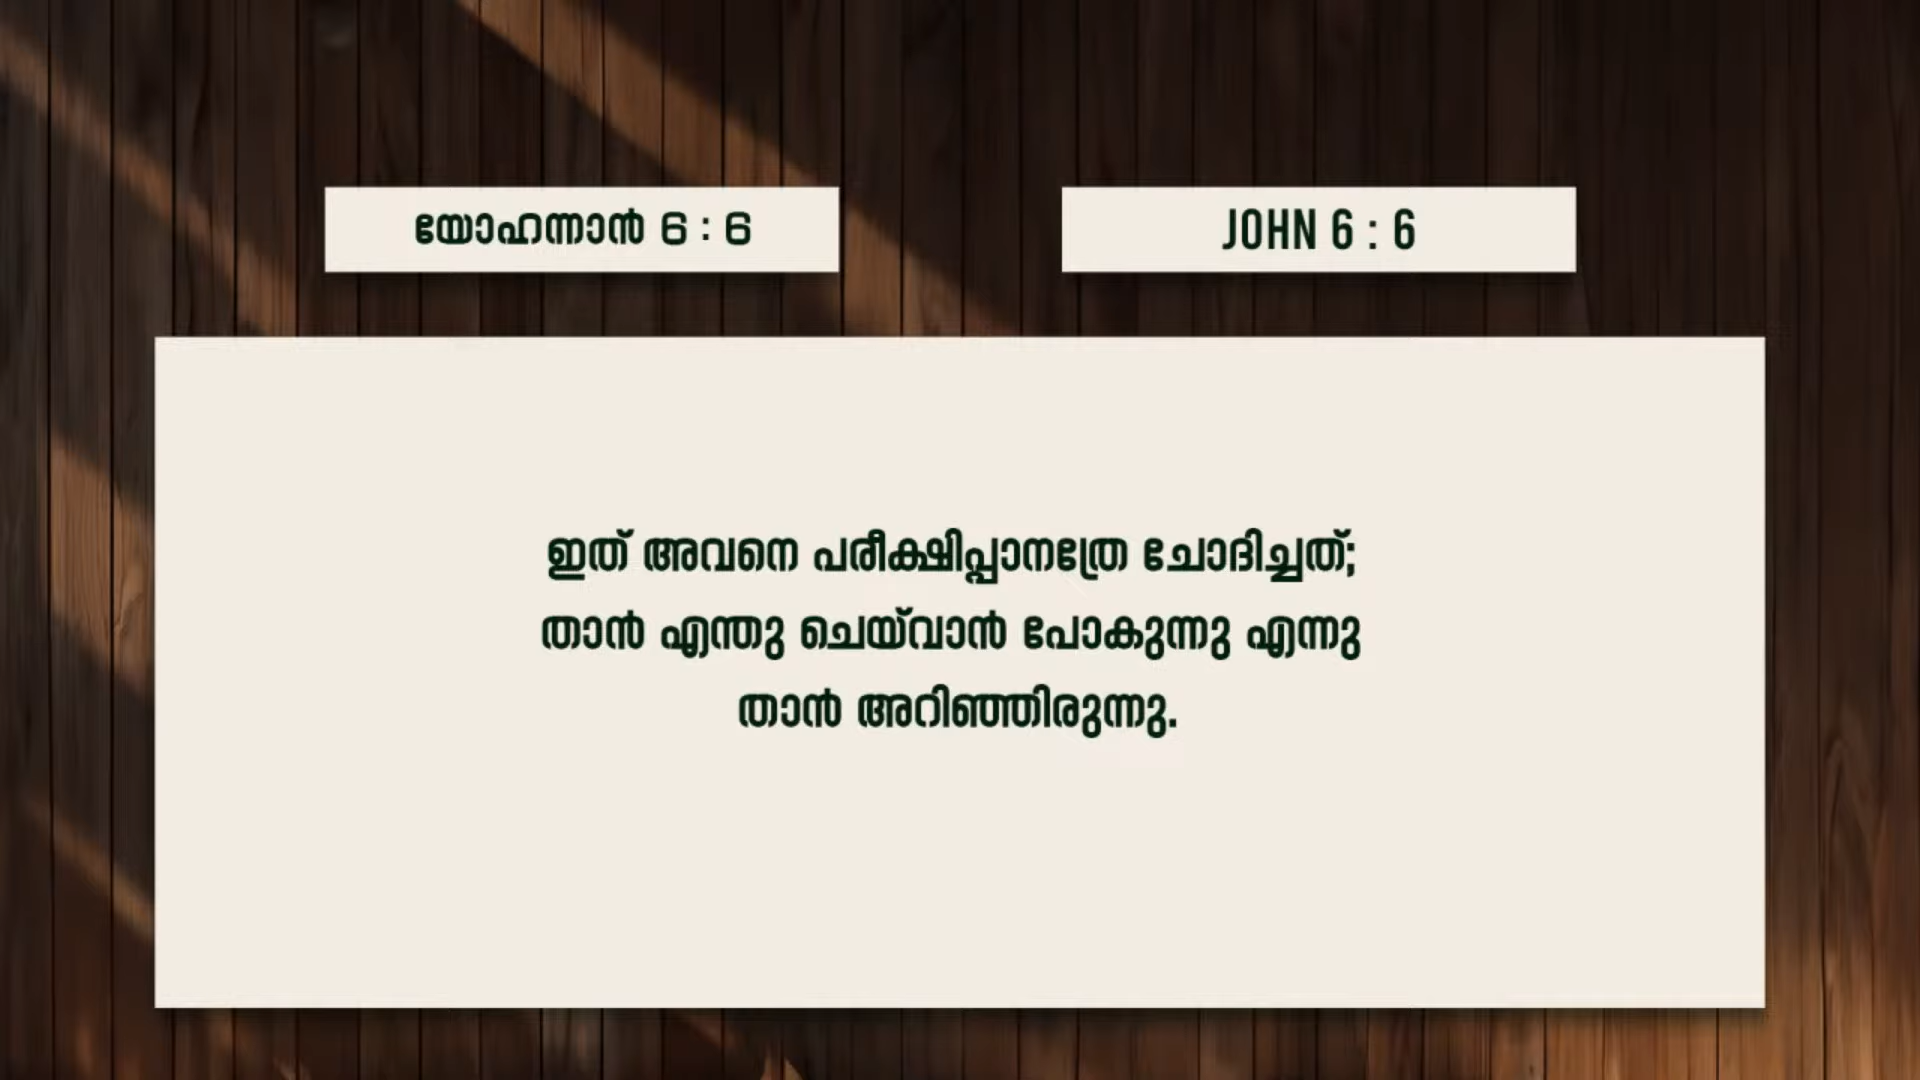 യോഹന്നാൻ 6 : 6
JOHN 6 : 6
ഇത് അവനെ പരീക്ഷിപ്പാനത്രേ ചോദിച്ചത്;
താൻ എന്തു ചെയ്‌വാൻ പോകുന്നു എന്നു
താൻ അറിഞ്ഞിരുന്നു.